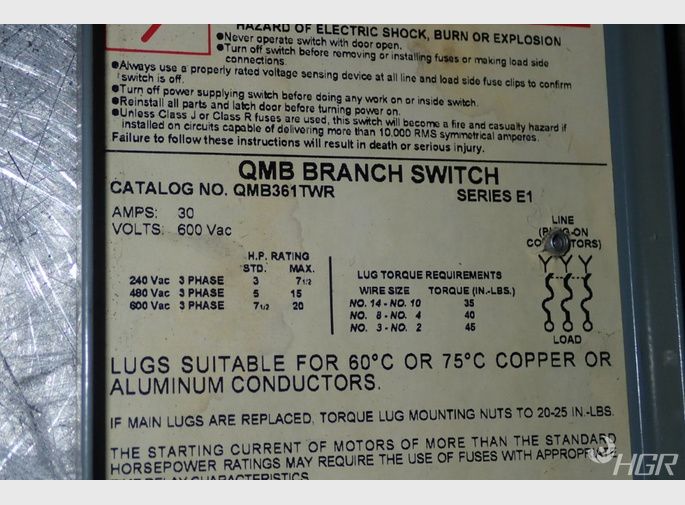 HAZARD OF ELECTRIC SHOCK, BURN OR EXPLOSION
●Never operate switch with door open.
●Turn off switch before removing or installing fuses or making load side
connections.
●Always use a properly rated voltage sensing device at all line and load side fuse clips to confirm
switch is off.
●Turn off power supplying switch before doing any work on or inside switch.
●Reinstall all parts and latch door before turning power on.
●Unless Class J or Class R fuses are used, this switch will become a fire and casualty hazard if
installed on circuits capable of delivering more than 10,000 RMS symmetrical amperes.
Failure to follow these instructions will result in death or serious injury.
QMB BRANCH SWITCH
CATALOG NO. QMB361TWR SERIES E1
AMPS: 30
VOLTS: 600 Vac
H.P. RATING
STD. MAX.
240 Vac 3 PHASE 3 7 1/2
480 Vac 3 PHASE 5 15
600 Vac 3 PHASE 7 1/2 20
LUG TORQUE REQUIREMENTS
WIRE SIZE TORQUE (IN.-LBS.)
NO. 14 - NO. 10 35
NO. 8 - NO. 4 40
NO. 3 - NO. 2 45
LINE
LOAD
LUGS SUITABLE FOR 60°C OR 75°C COPPER OR
ALUMINUM CONDUCTORS.
IF MAIN LUGS ARE REPLACED, TORQUE LUG MOUNTING NUTS TO 20-25 IN.-LBS.
THE STARTING CURRENT OF MOTORS OF MORE THAN THE STANDARD
HORSEPOWER RATINGS MAY REQUIRE THE USE OF FUSES WITH APPROPRIATE
CHARACTERISTICS.
HGR